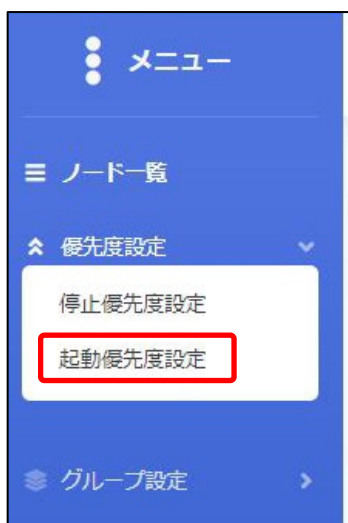 メニュー
ノード一覧
優先度設定
停止優先度設定
起動優先度設定
グループ設定